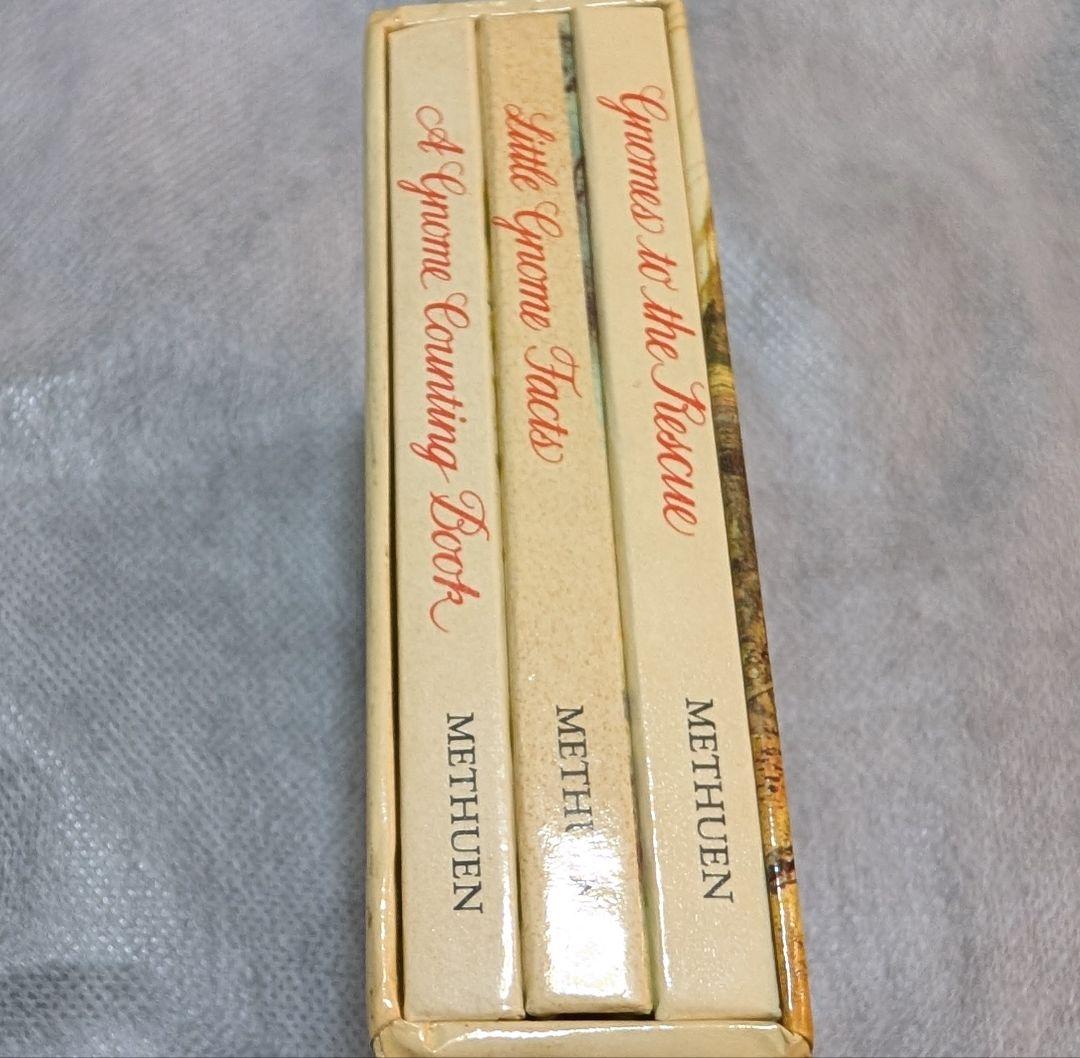 A Gnome Counting Book METHUEN
Little Gnome Facts
Gnomes to the Rescue METHUEN